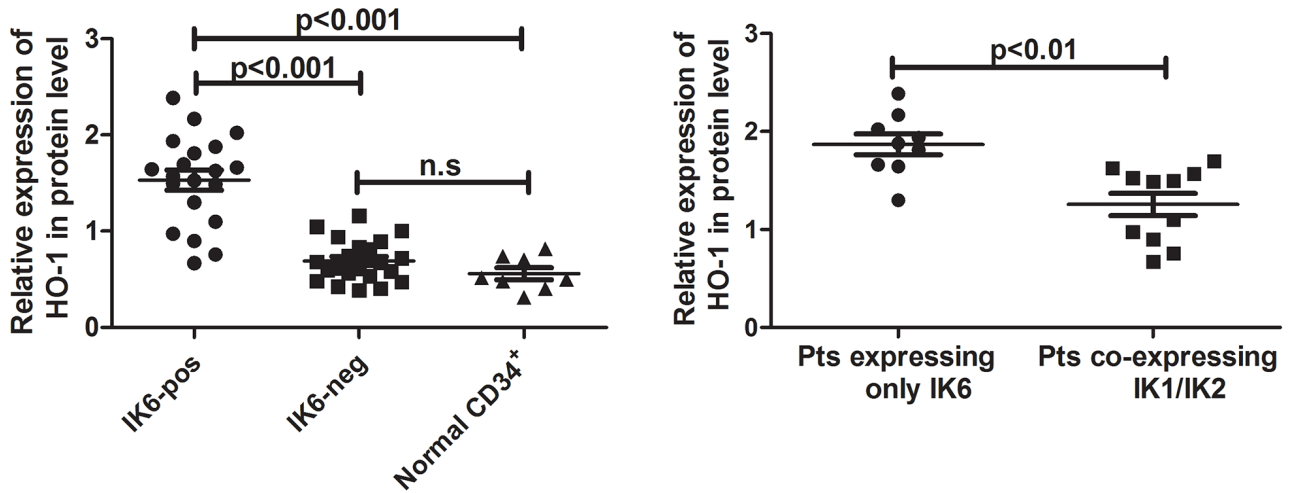 Relative expression of
HO-1 in protein level
3
2
1
0
p<0.001
p<0.001
n.s
IK6-pos
IK6-neg
Normal CD34⁺
Relative expression of
HO-1 in protein level
3
2
1
0
p<0.01
Pts expressing
only IK6
Pts co-expressing
IK1/IK2